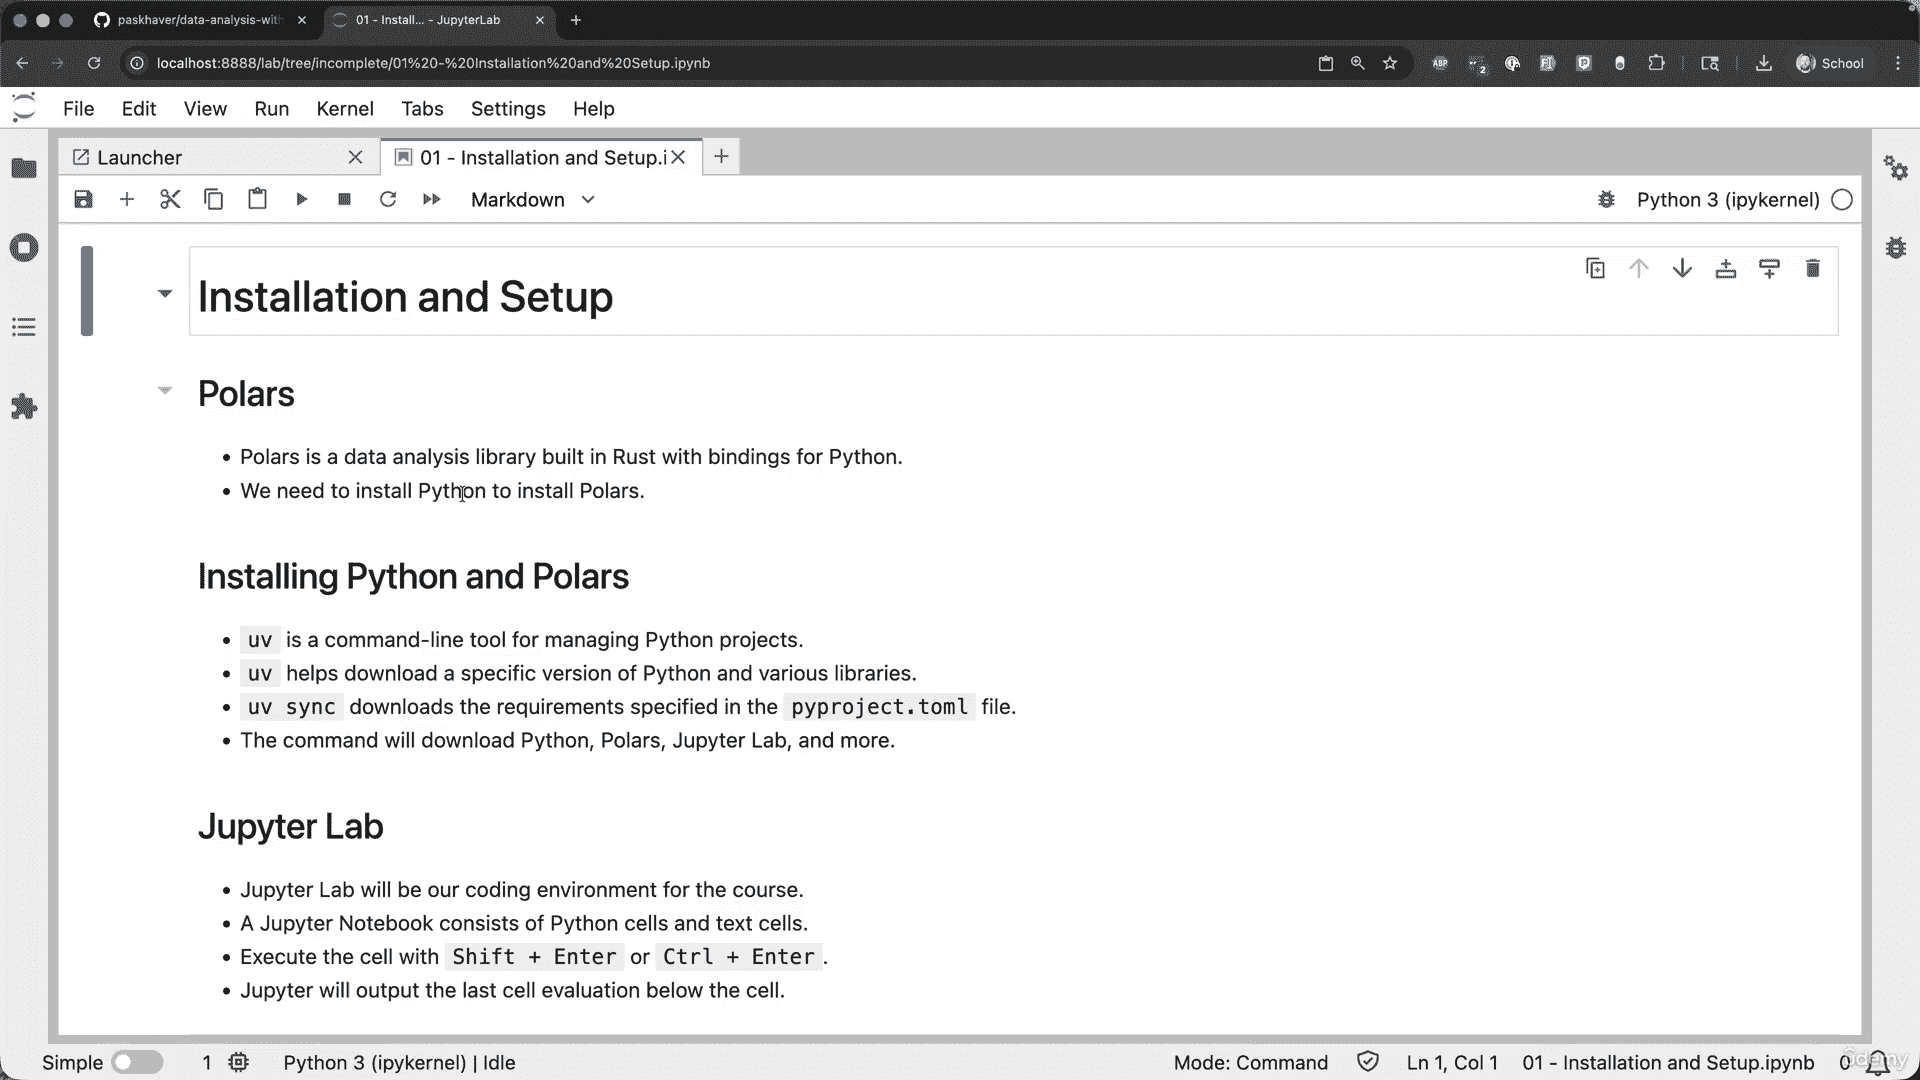 paskhaver/data-analysis-with
01 - Install... - JupyterLab
localhost:8888/lab/tree/incomplete/01%20-%20Installation%20and%20Setup.ipynb
ABP
2
School
File Edit View Run Kernel Tabs Settings Help
Launcher
01 - Installation and Setup.i
Markdown
Python 3 (ipykernel)
Installation and Setup
Polars
• Polars is a data analysis library built in Rust with bindings for Python.
• We need to install Python to install Polars.
Installing Python and Polars
• uv is a command-line tool for managing Python projects.
• uv helps download a specific version of Python and various libraries.
• uv sync downloads the requirements specified in the pyproject.toml file.
• The command will download Python, Polars, Jupyter Lab, and more.
Jupyter Lab
• Jupyter Lab will be our coding environment for the course.
• A Jupyter Notebook consists of Python cells and text cells.
• Execute the cell with Shift + Enter or Ctrl + Enter.
• Jupyter will output the last cell evaluation below the cell.
Simple 1 Python 3 (ipykernel) | Idle Mode: Command Ln 1, Col 1 01 - Installation and Setup.ipynb 0
Udemy